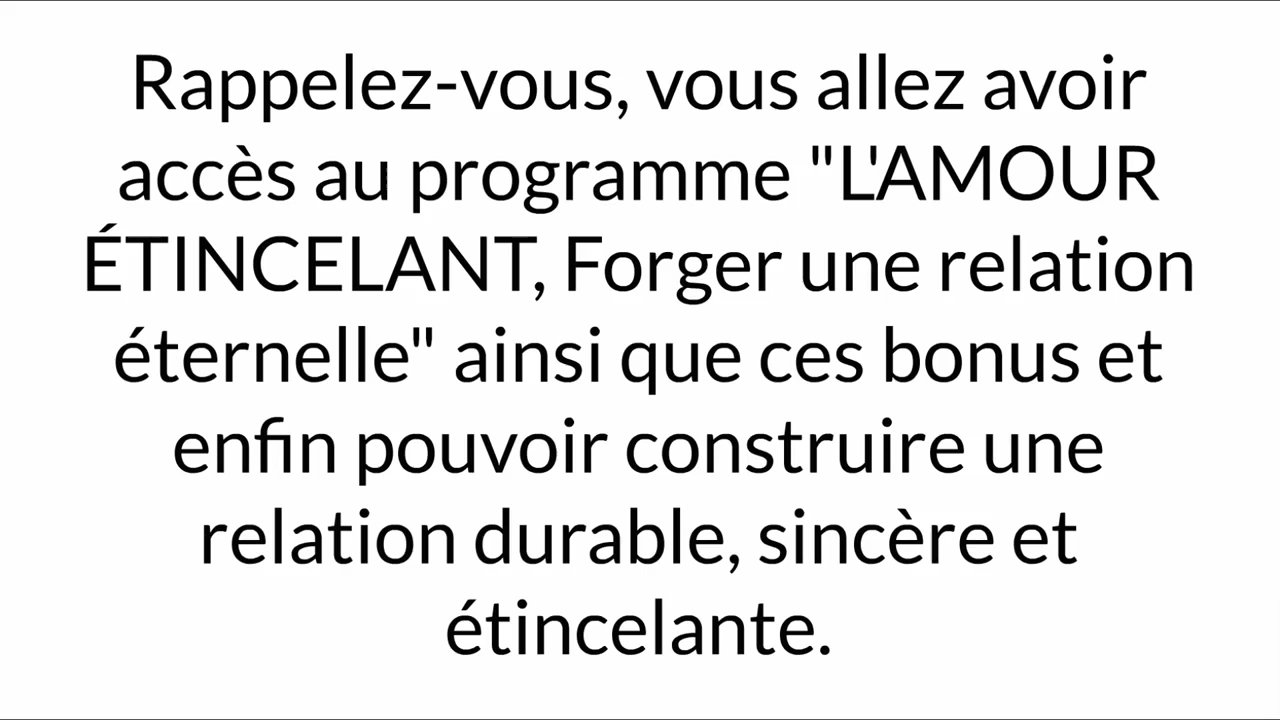 Rappelez-vous, vous allez avoir
accès au programme "L'AMOUR
ÉTINCELANT, Forger une relation
éternelle" ainsi que ces bonus et
enfin pouvoir construire une
relation durable, sincère et
étincelante.